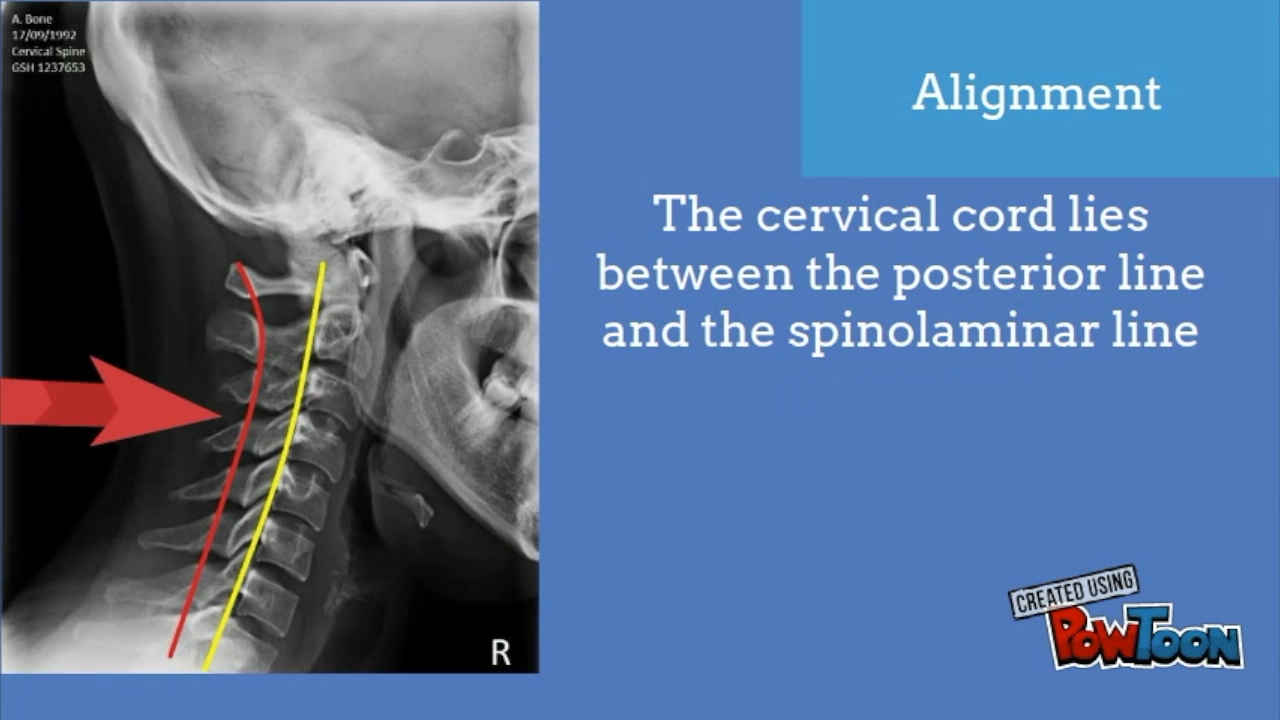 A. Bone
17/09/1992
Cervical Spine
GSH 1237653
Alignment
The cervical cord lies
between the posterior line
and the spinolaminar line
R
CREATED USING
POWTOON